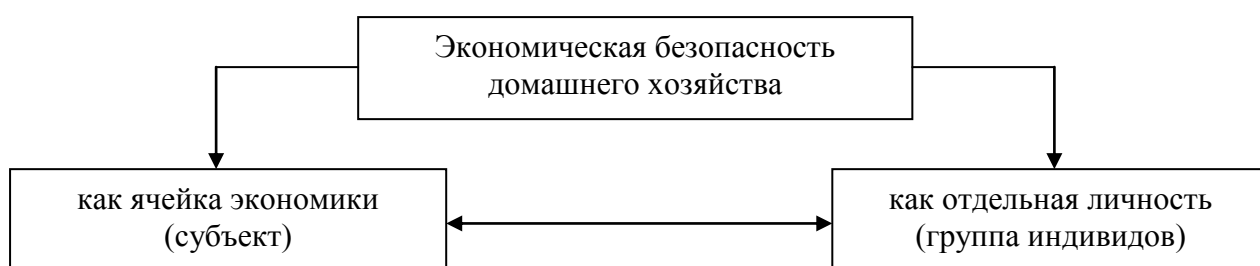 Экономическая безопасность
домашнего хозяйства
как ячейка экономики
(субъект)
как отдельная личность
(группа индивидов)